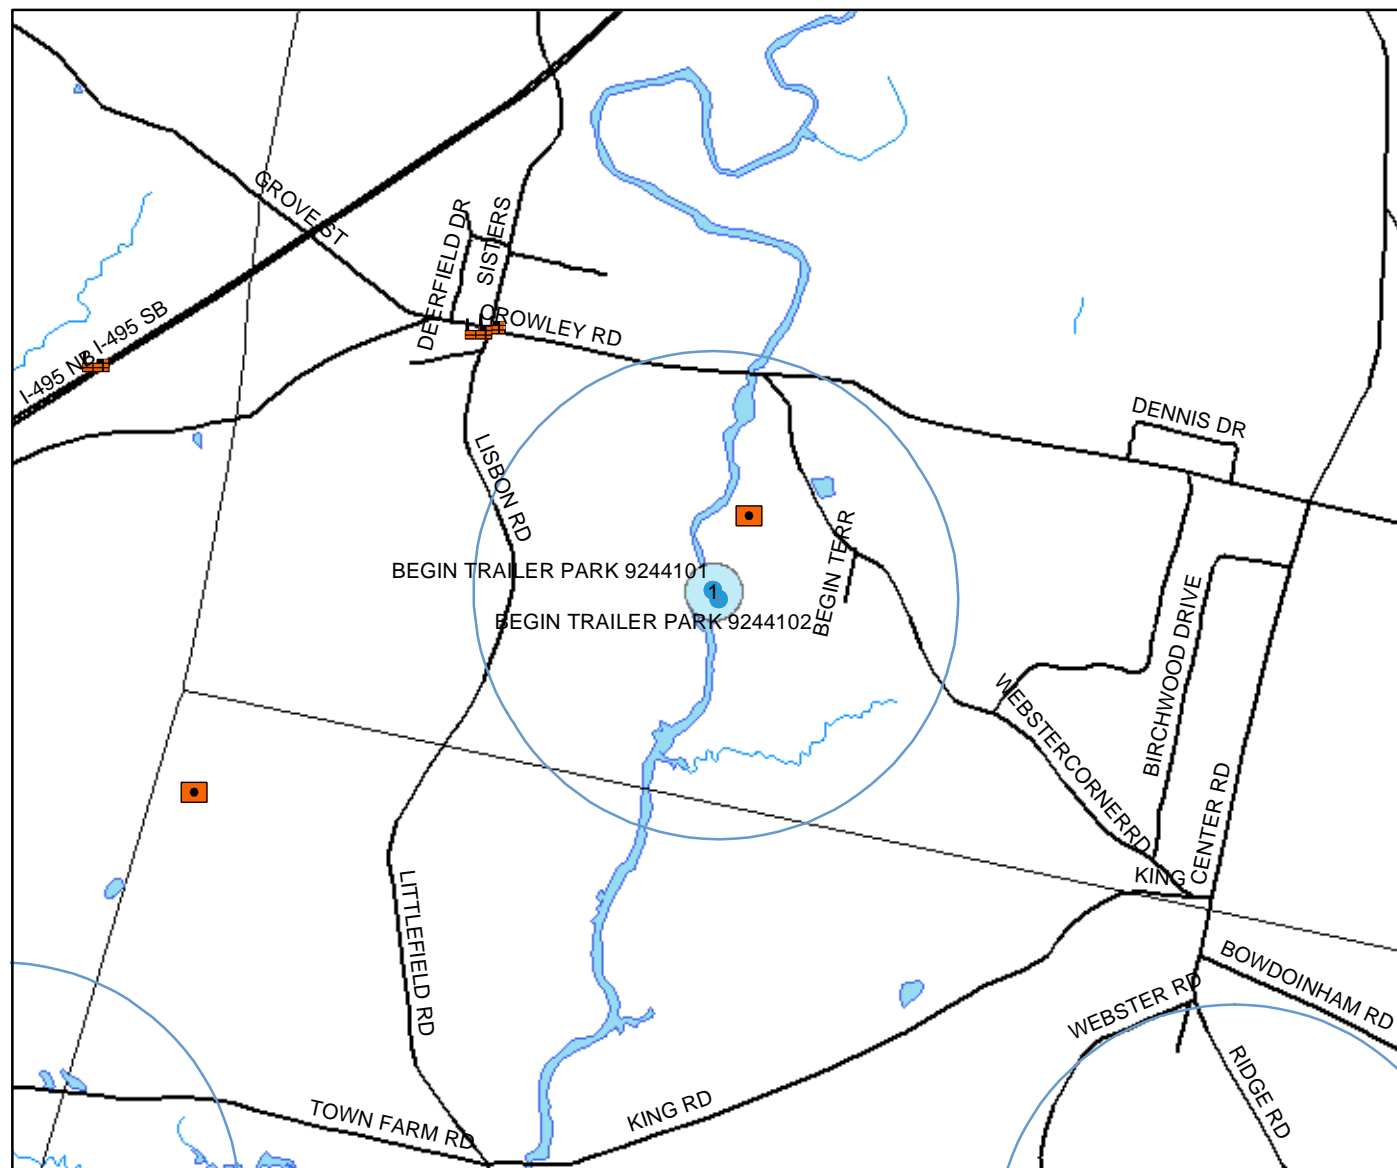 GROVE ST
DEERFIELD DR
SISTERS
CROWLEY RD
I-495 NB
I-495 SB
DENNIS DR
LISBON RD
BEGIN TRAILER PARK 9244101
1
BEGIN TRAILER PARK 9244102
BEGIN TERR
BIRCHWOOD DRIVE
WEBSTERCORNERRD
CENTER RD
KING
LITTLEFIELD RD
BOWDOINHAM RD
WEBSTER RD
RIDGE RD
TOWN FARM RD
KING RD